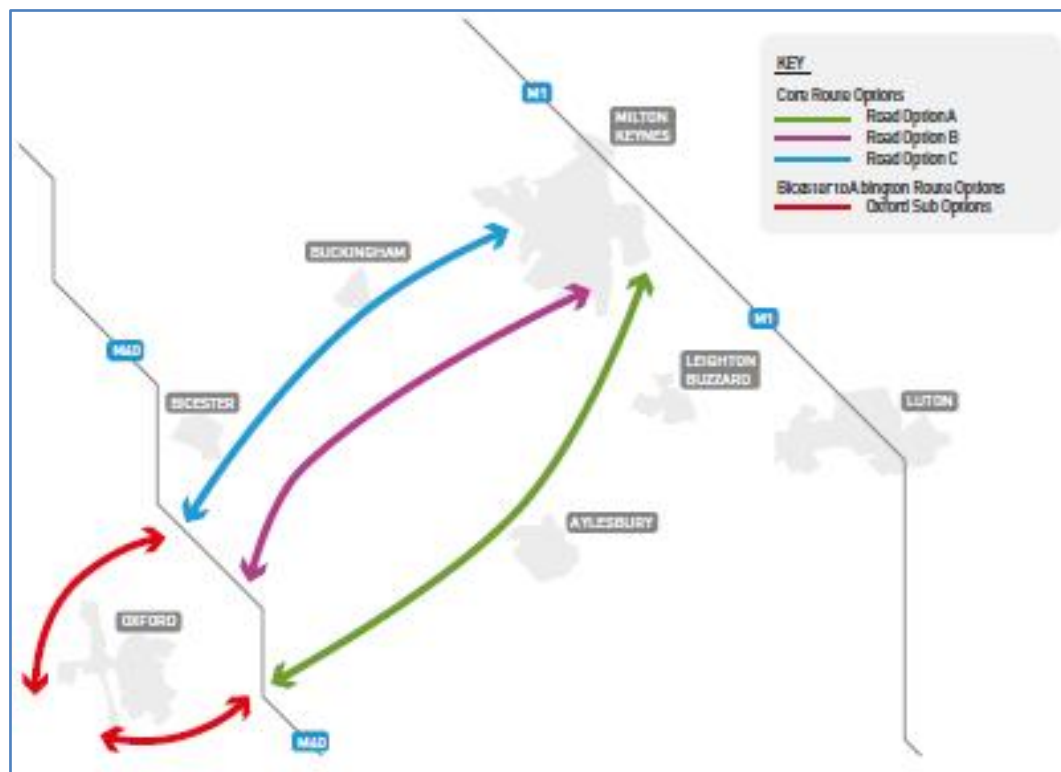 M1
MILTON
KEYNES
KEY
Core Route Options
Road Option A
Road Option B
Road Option C
Bicester to Abington Route Options
Oxford Sub Options
BUCKINGHAM
M1
M40
LEIGHTON
BUZZARD
BICESTER
LUTON
AYLESBURY
OXFORD
M40